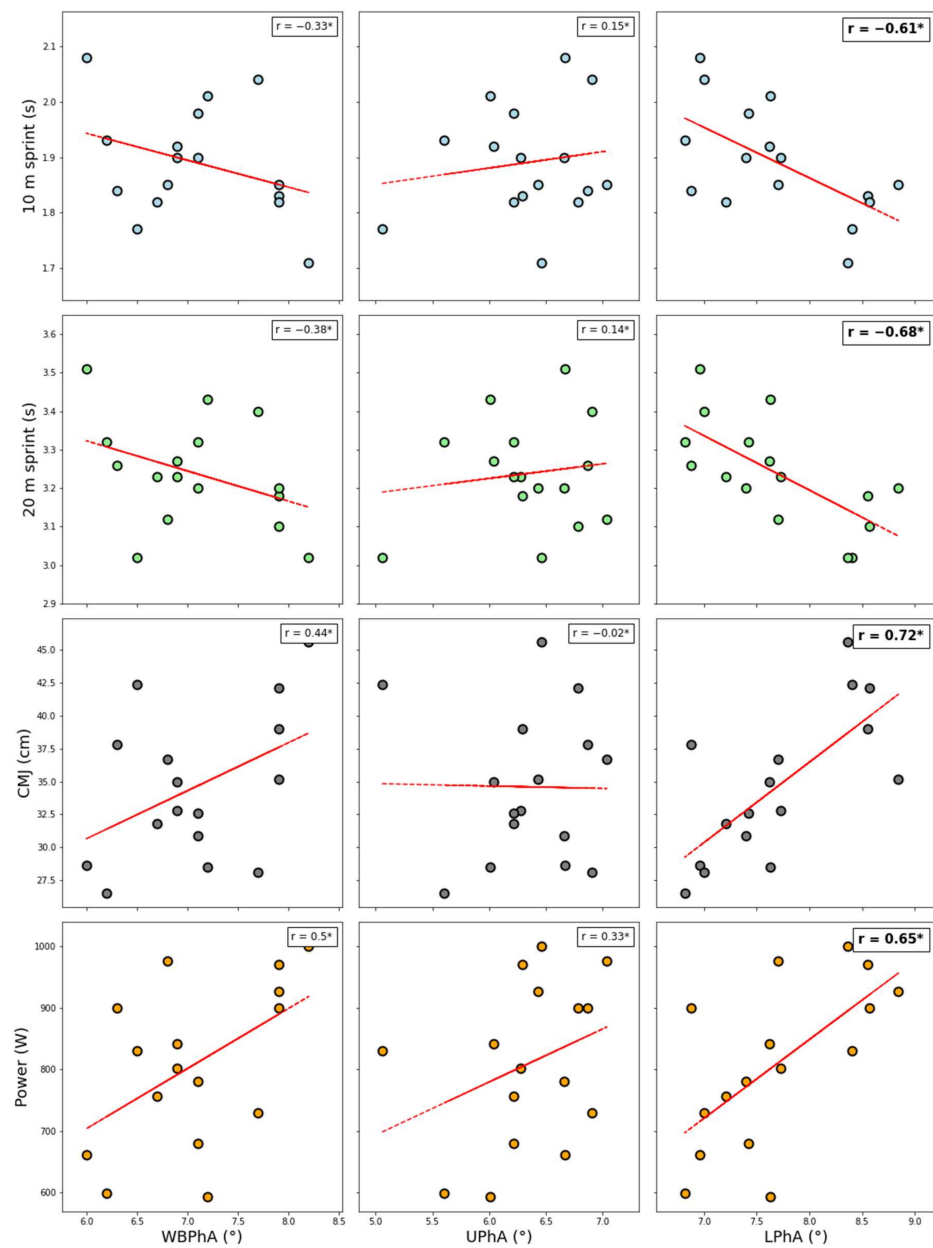 r = −0.33*
r = 0.15*
r = −0.61*
10 m sprint (s)
2.1
2.0
1.9
1.8
1.7
r = −0.38*
r = 0.14*
r = −0.68*
20 m sprint (s)
3.6
3.5
3.4
3.3
3.2
3.1
3.0
2.9
r = 0.44*
r = −0.02*
r = 0.72*
CMJ (cm)
45.0
42.5
40.0
37.5
35.0
32.5
30.0
27.5
r = 0.5*
r = 0.33*
r = 0.65*
Power (W)
1000
900
800
700
600
6.0 6.5 7.0 7.5 8.0 8.5
5.0 5.5 6.0 6.5 7.0
7.0 7.5 8.0 8.5 9.0
WBPhA (°)
UPhA (°)
LPhA (°)